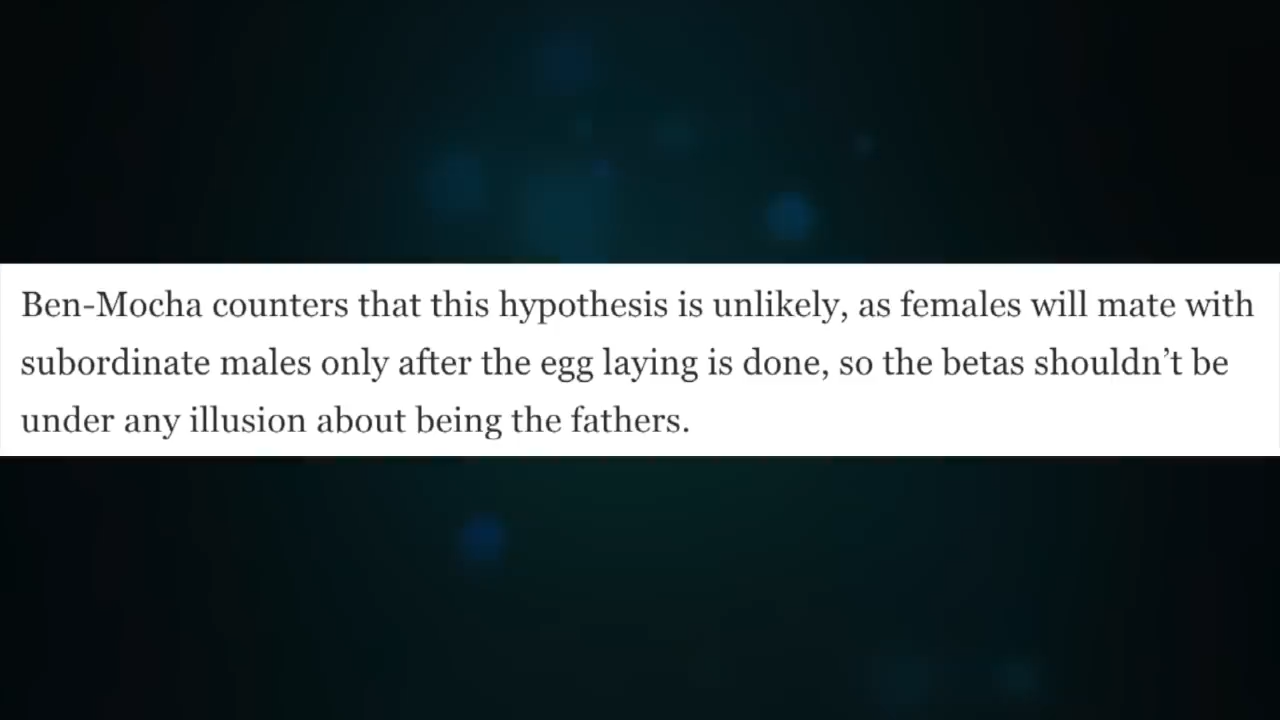 Ben-Mocha counters that this hypothesis is unlikely, as females will mate with
subordinate males only after the egg laying is done, so the betas shouldn’t be
under any illusion about being the fathers.